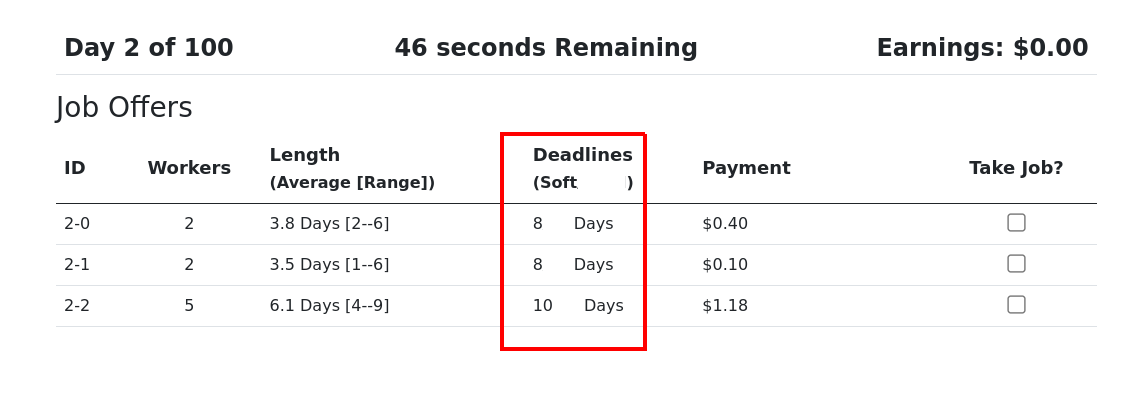 Day 2 of 100 46 seconds Remaining Earnings: $0.00
Job Offers
ID Workers Length (Average [Range]) Deadlines (Soft ) Payment Take Job?
2-0 2 3.8 Days [2--6] 8 Days $0.40
2-1 2 3.5 Days [1--6] 8 Days $0.10
2-2 5 6.1 Days [4--9] 10 Days $1.18